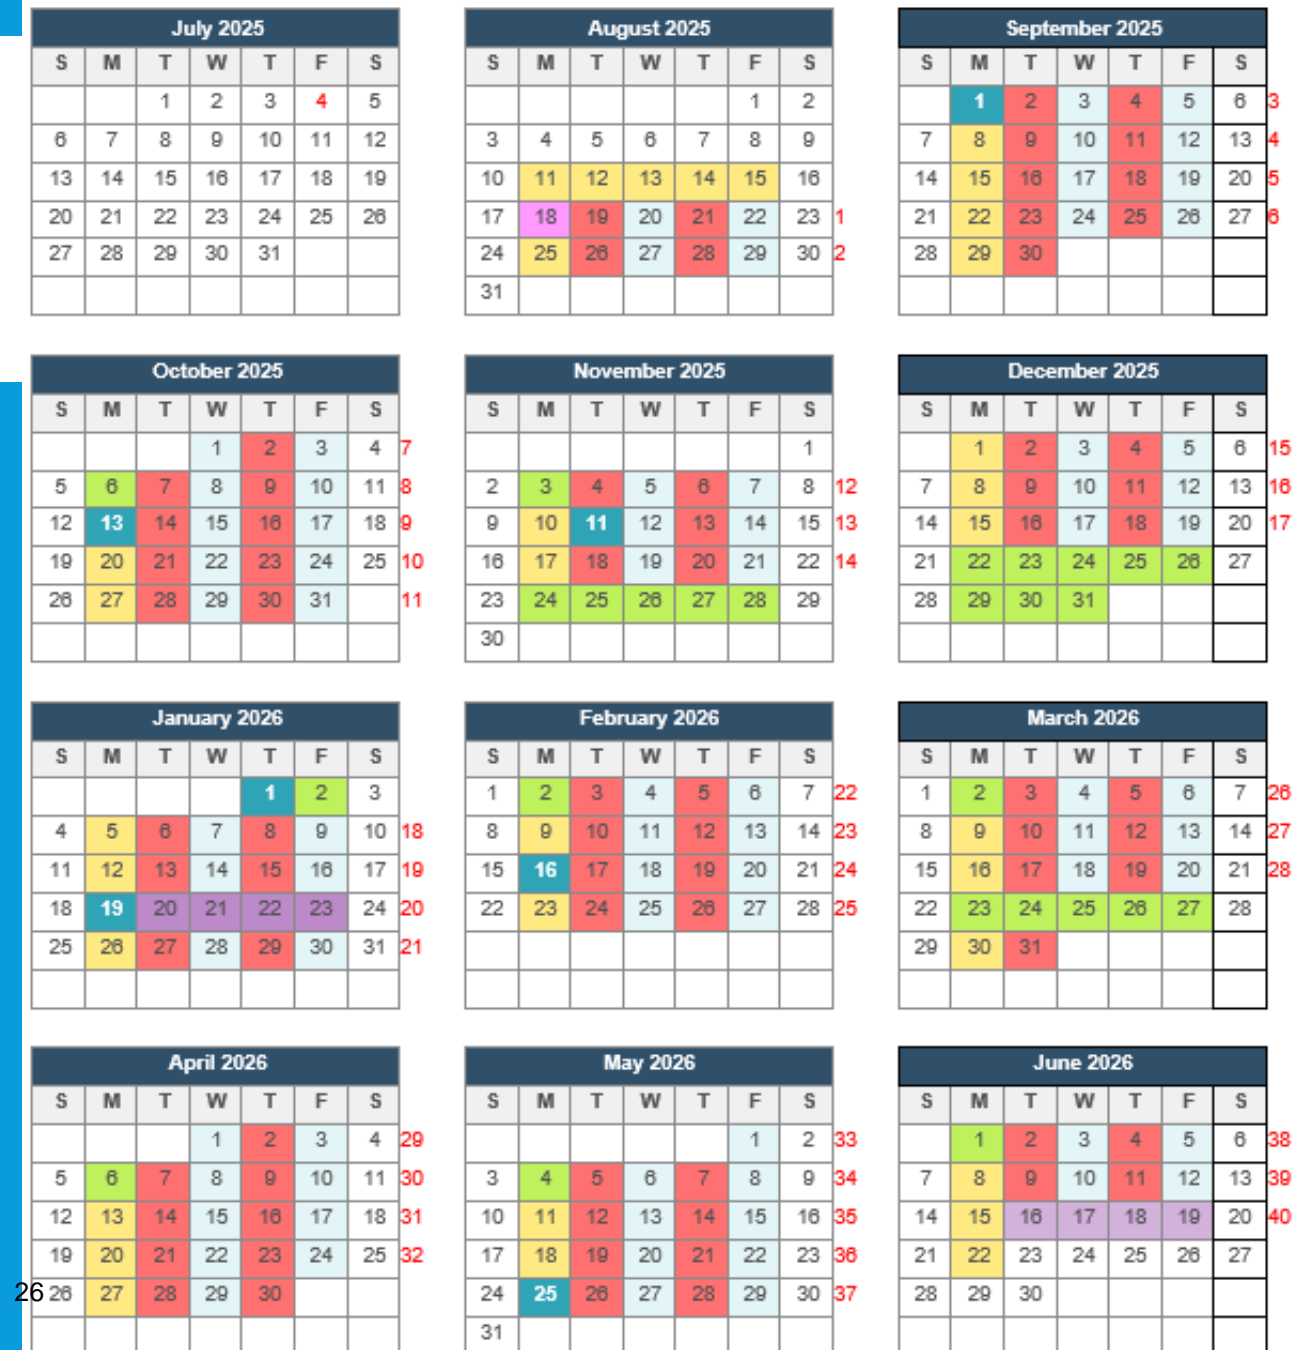 July 2025 August 2025 September 2025
S M T W T F S S M T W T F S S M T W T F S
1 2 3 4 5 1 2 1 2 3 4 5 6 3
6 7 8 9 10 11 12 3 4 5 6 7 8 9 7 8 9 10 11 12 13 4
13 14 15 16 17 18 19 10 11 12 13 14 15 16 14 15 16 17 18 19 20 5
20 21 22 23 24 25 26 17 18 19 20 21 22 23 1 21 22 23 24 25 26 27 6
27 28 29 30 31 24 25 26 27 28 29 30 2 28 29 30
31
October 2025 November 2025 December 2025
S M T W T F S S M T W T F S S M T W T F S
1 2 3 4 7 1 1 2 3 4 5 6 15
5 6 7 8 9 10 11 8 2 3 4 5 6 7 8 12 7 8 9 10 11 12 13 16
12 13 14 15 16 17 18 9 9 10 11 12 13 14 15 13 14 15 16 17 18 19 20 17
19 20 21 22 23 24 25 10 16 17 18 19 20 21 22 14 21 22 23 24 25 26 27
26 27 28 29 30 31 11 23 24 25 26 27 28 29 28 29 30 31
30
January 2026 February 2026 March 2026
S M T W T F S S M T W T F S S M T W T F S
1 2 3 1 2 3 4 5 6 7 22 1 2 3 4 5 6 7 26
4 5 6 7 8 9 10 18 8 9 10 11 12 13 14 23 8 9 10 11 12 13 14 27
11 12 13 14 15 16 17 19 15 16 17 18 19 20 21 24 15 16 17 18 19 20 21 28
18 19 20 21 22 23 24 20 22 23 24 25 26 27 28 25 22 23 24 25 26 27 28
25 26 27 28 29 30 31 21 29 30 31
April 2026 May 2026 June 2026
S M T W T F S S M T W T F S S M T W T F S
1 2 3 4 29 1 2 33 1 2 3 4 5 6 38
5 6 7 8 9 10 11 30 3 4 5 6 7 8 9 34 7 8 9 10 11 12 13 39
12 13 14 15 16 17 18 31 10 11 12 13 14 15 16 35 14 15 16 17 18 19 20 40
19 20 21 22 23 24 25 32 17 18 19 20 21 22 23 36 21 22 23 24 25 26 27
26 26 27 28 29 30 24 25 26 27 28 29 30 37 28 29 30
31